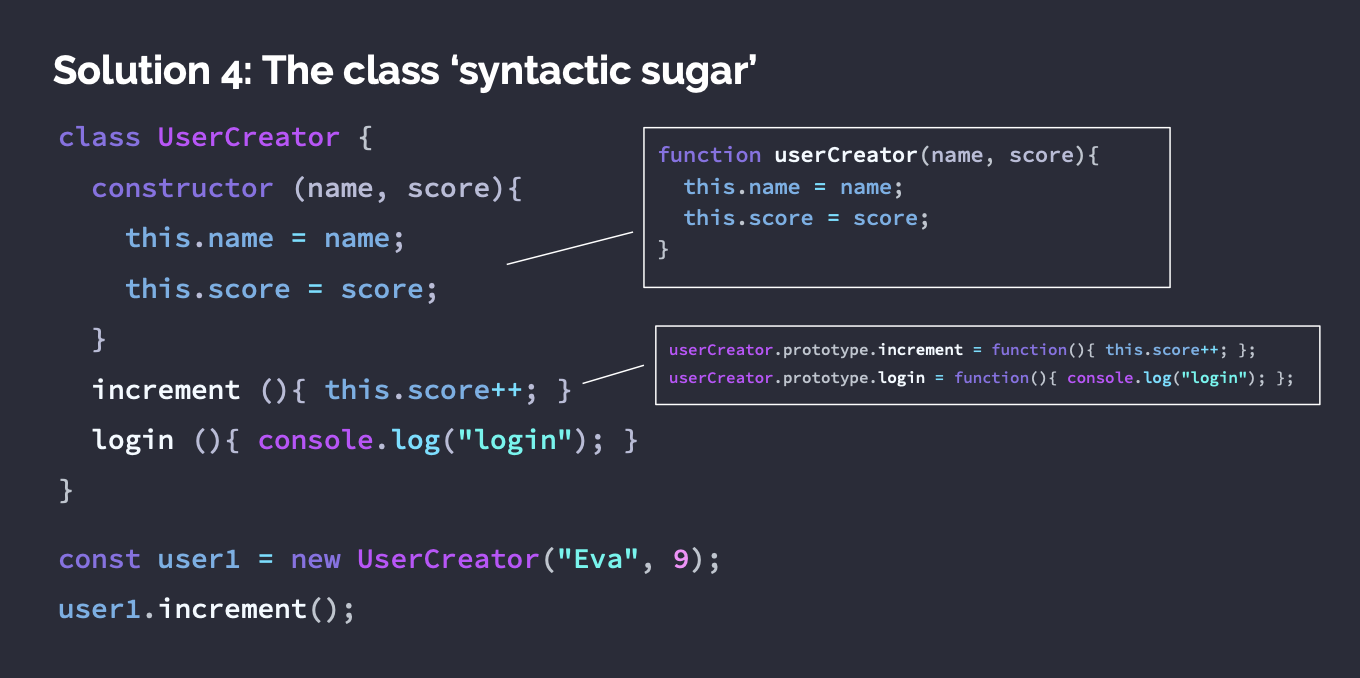 Solution 4: The class ‘syntactic sugar’
class UserCreator {
constructor (name, score){
this.name = name;
this.score = score;
}
increment (){ this.score++; }
login (){ console.log("login"); }
}
const user1 = new UserCreator("Eva", 9);
user1.increment();
function userCreator(name, score){
this.name = name;
this.score = score;
}
userCreator.prototype.increment = function(){ this.score++; };
userCreator.prototype.login = function(){ console.log("login"); };